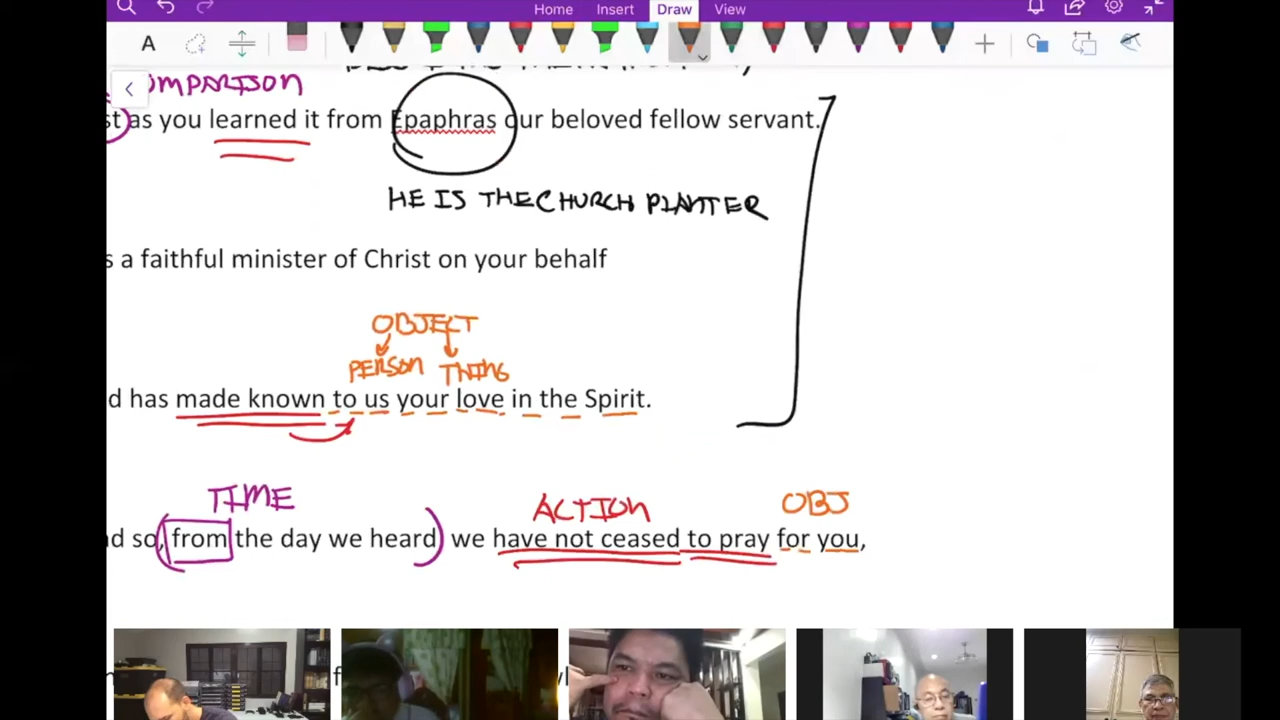 Home Insert Draw View
A
OMPARISON
st) as you learned it from Epaphras our beloved fellow servant.
HE IS THE CHURCH PLANTER
s a faithful minister of Christ on your behalf
OBJECT
PERSON THING
d has made known to us your love in the Spirit.
TIME ACTION OBJ
nd so, (from the day we heard) we have not ceased to pray for you,